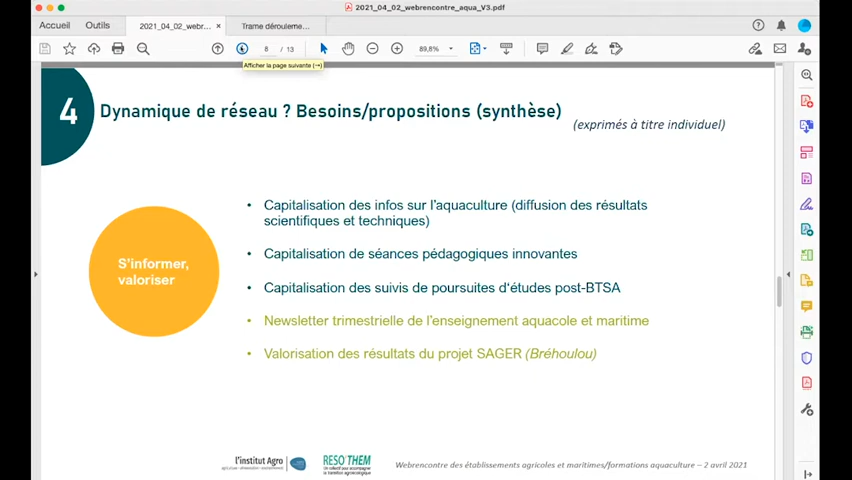 2021_04_02_webrencontre_aqua_V3.pdf
Accueil Outils 2021_04_02_webr... × Trame dérouleme...
8 / 13 89,8%
Afficher la page suivante (→)
4
Dynamique de réseau ? Besoins/propositions (synthèse)
(exprimés à titre individuel)
S'informer,
valoriser
• Capitalisation des infos sur l'aquaculture (diffusion des résultats
scientifiques et techniques)
• Capitalisation de séances pédagogiques innovantes
• Capitalisation des suivis de poursuites d'études post-BTSA
• Newsletter trimestrielle de l'enseignement aquacole et maritime
• Valorisation des résultats du projet SAGER (Bréhoulou)
l'institut Agro
RESO'THEM
Webrencontre des établissements agricoles et maritimes/formations aquaculture – 2 avril 2021